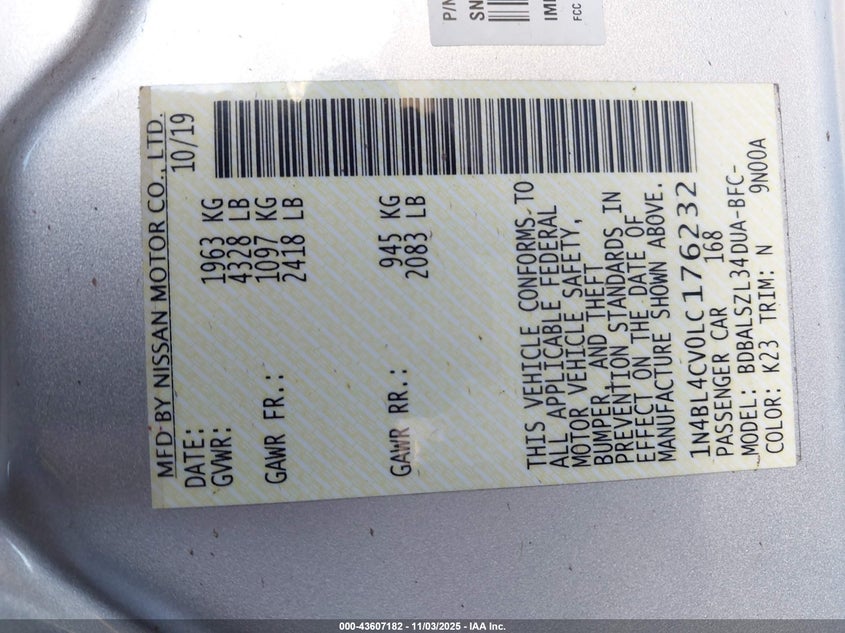 P/N
SN
IMI
FCC
MFD BY NISSAN MOTOR CO., LTD.
DATE: 10/19
GVWR: 1963 KG
4328 LB
GAWR FR.: 1097 KG
2418 LB
GAWR RR.: 945 KG
2083 LB
THIS VEHICLE CONFORMS TO
ALL APPLICABLE FEDERAL
MOTOR VEHICLE SAFETY,
BUMPER, AND THEFT
PREVENTION STANDARDS IN
EFFECT ON THE DATE OF
MANUFACTURE SHOWN ABOVE.
1N4BL4CV0LC176232
PASSENGER CAR 168
MODEL: BDBALSZL34DUA-BFC-
COLOR: K23 TRIM: N 9N00A
000-43607182 - 11/03/2025 - IAA Inc.